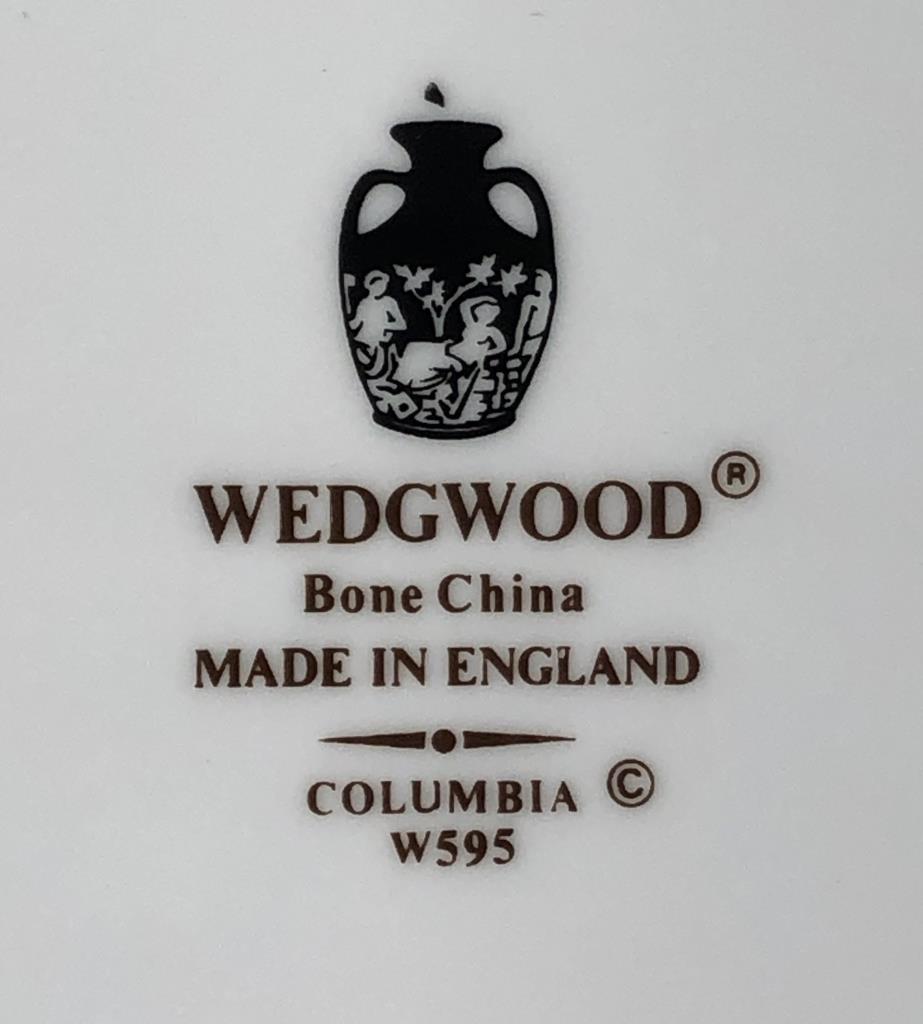 WEDGWOOD®
Bone China
MADE IN ENGLAND
COLUMBIA ©
W595